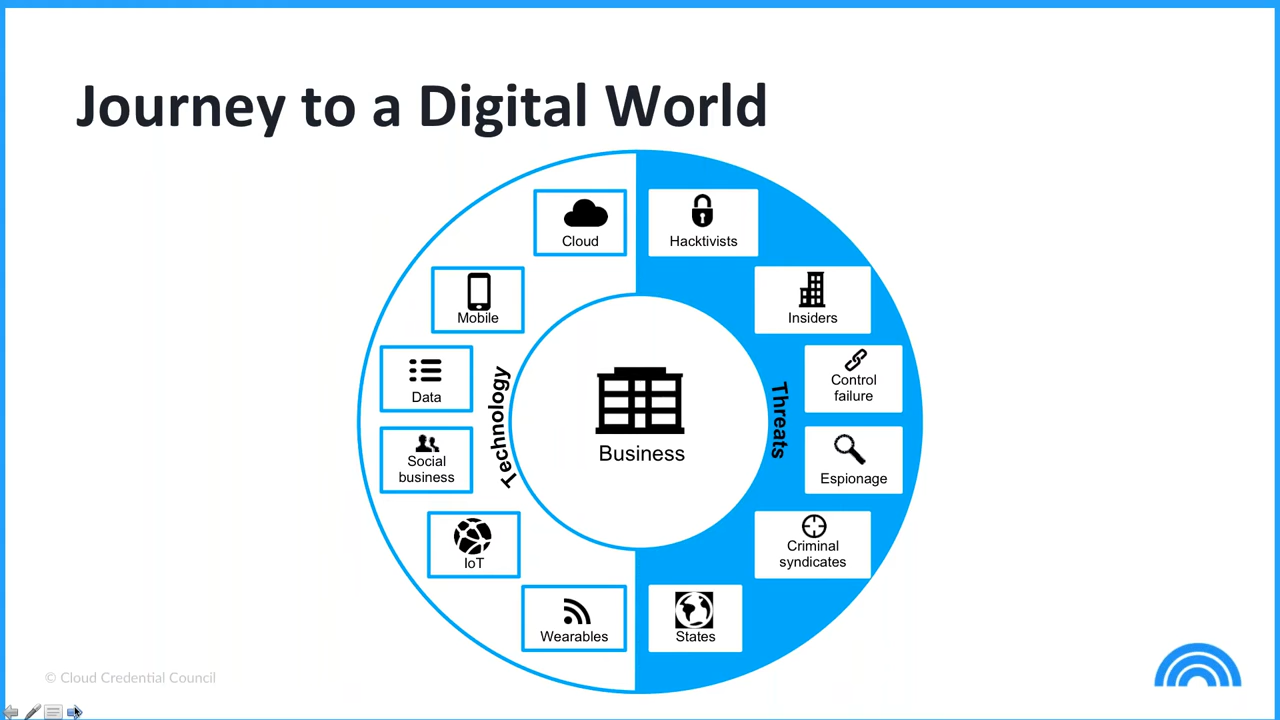 Journey to a Digital World
Cloud
Hacktivists
Mobile
Insiders
Data
Control
failure
Technology
Business
Threats
Social
business
Espionage
IoT
Criminal
syndicates
Wearables
States
© Cloud Credential Council